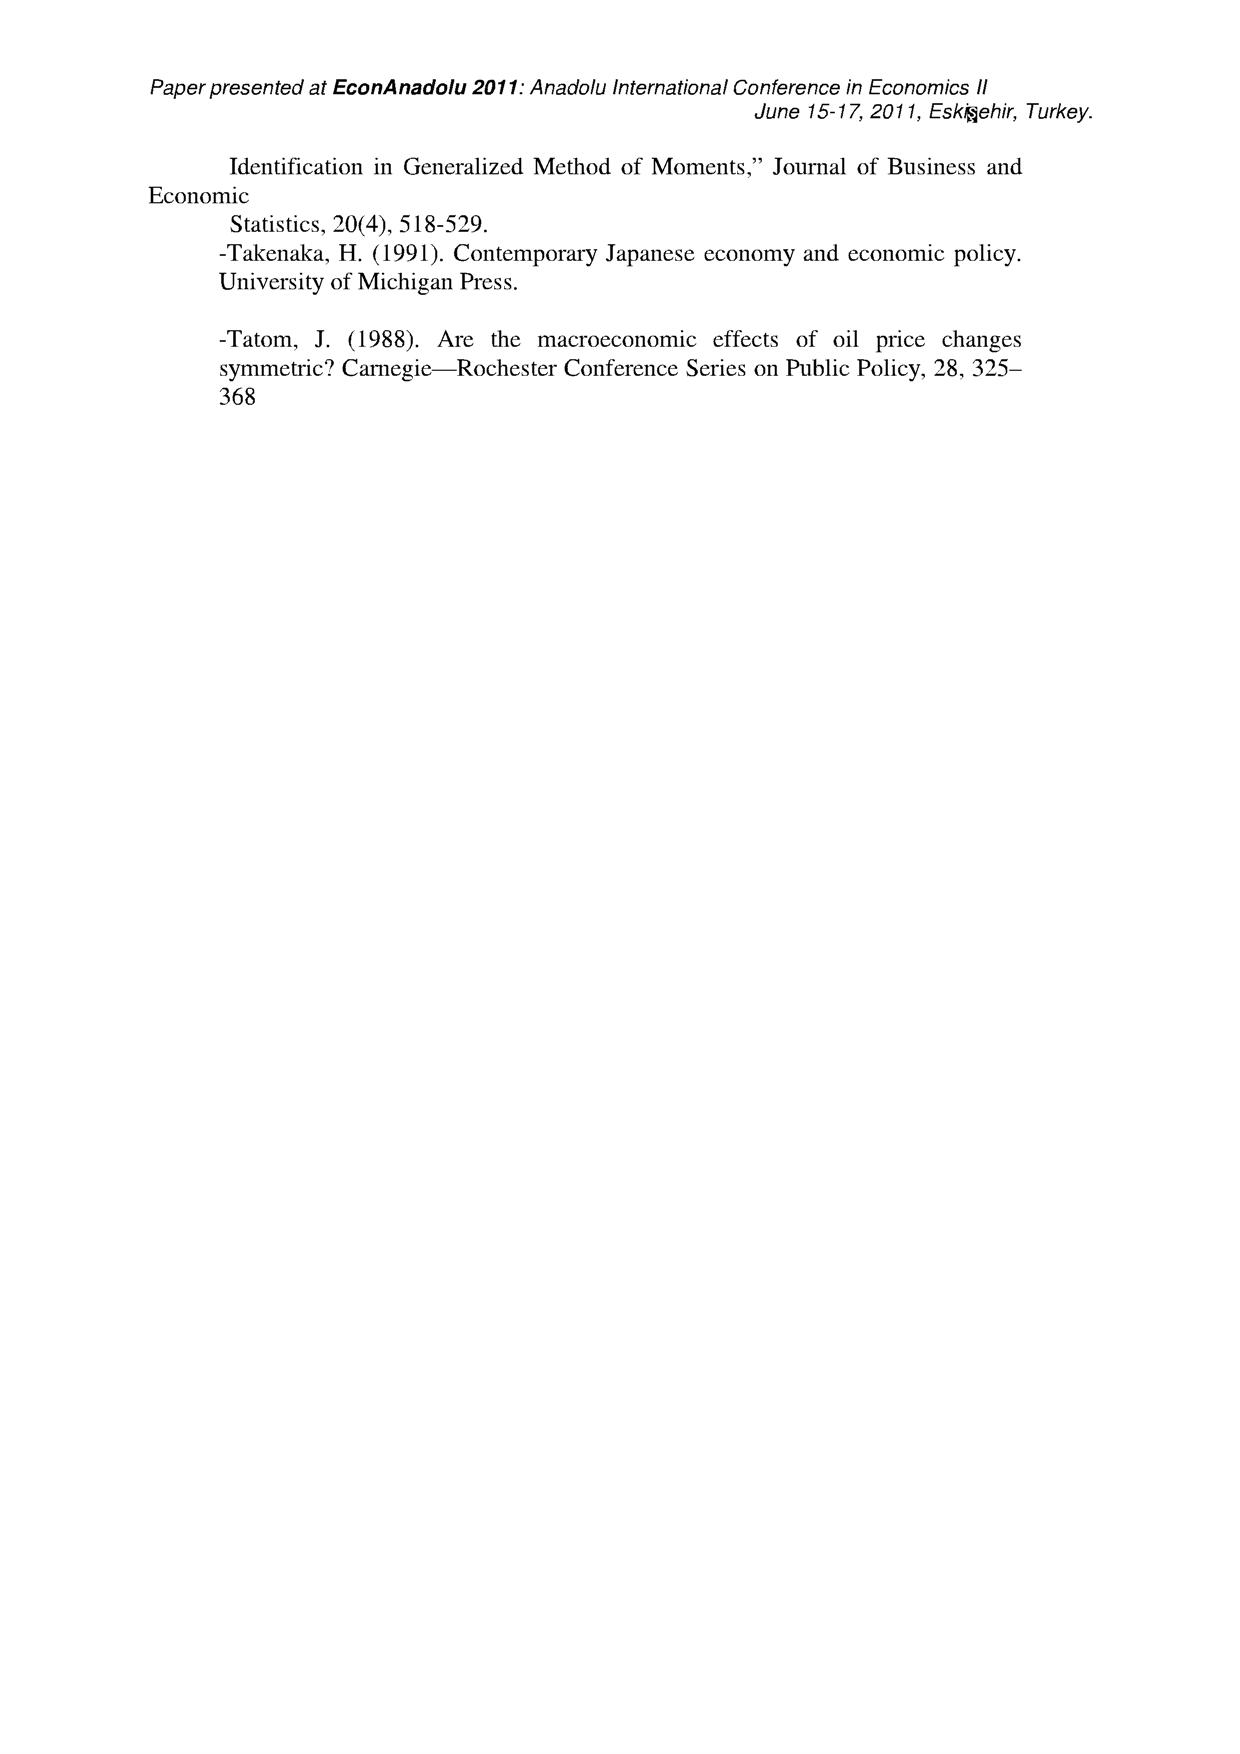 Paper presented at EconAnadolu 2011: Anadolu International Conference in Economics II
June 15-17, 2011, Eskişehir, Turkey.
Identification in Generalized Method of Moments,” Journal of Business and
Economic
Statistics, 20(4), 518-529.
-Takenaka, H. (1991). Contemporary Japanese economy and economic policy.
University of Michigan Press.
-Tatom, J. (1988). Are the macroeconomic effects of oil price changes
symmetric? Carnegie—Rochester Conference Series on Public Policy, 28, 325–
368